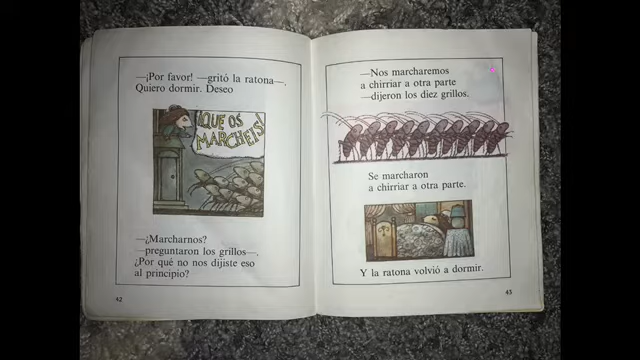 —¡Por favor! —gritó la ratona—.
Quiero dormir. Deseo
¡QUE OS
MARCHEIS!
—¿Marcharnos?
—preguntaron los grillos—.
¿Por qué no nos dijiste eso
al principio?
42
—Nos marcharemos
a chirriar a otra parte
—dijeron los diez grillos.
Se marcharon
a chirriar a otra parte.
Y la ratona volvió a dormir.
43